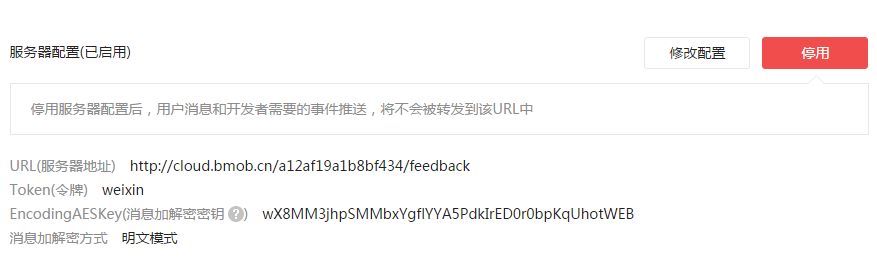 服务器配置(已启用) 修改配置 停用
停用服务器配置后，用户消息和开发者需要的事件推送，将不会被转发到该URL中
URL(服务器地址) http://cloud.bmob.cn/a12af19a1b8bf434/feedback
Token(令牌) weixin
EncodingAESKey(消息加解密密钥 ?) wX8MM3jhpSMMbxYgflYYA5PdkIrED0r0bpKqUhotWEB
消息加解密方式 明文模式